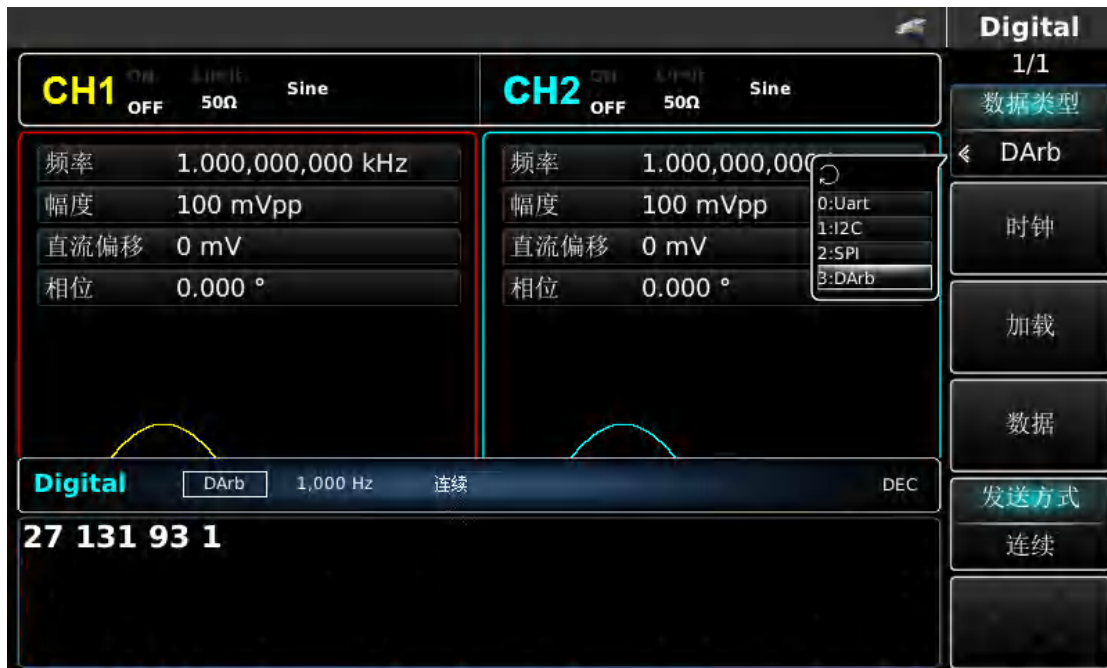 Digital
1/1
CH1 ON OFF Limit 50Ω Sine
CH2 ON OFF Limit 50Ω Sine
数据类型
DArb
频率 1.000,000,000 kHz
幅度 100 mVpp
直流偏移 0 mV
相位 0.000 °
频率 1.000,000,000
幅度 100 mVpp
直流偏移 0 mV
相位 0.000 °
0:Uart
1:I2C
2:SPI
3:DArb
时钟
加载
数据
发送方式
连续
Digital DArb 1,000 Hz 连续 DEC
27 131 93 1